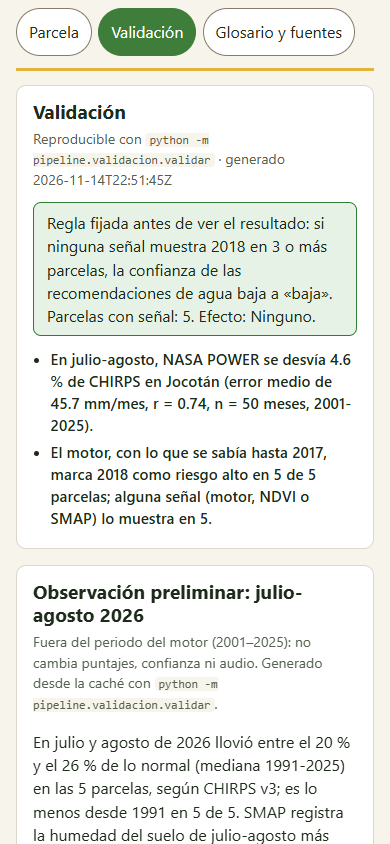 Parcela
Validación
Glosario y fuentes
Validación
Reproducible con python -m
pipeline.validacion.validar · generado
2026-11-14T22:51:45Z
Regla fijada antes de ver el resultado: si
ninguna señal muestra 2018 en 3 o más
parcelas, la confianza de las
recomendaciones de agua baja a «baja».
Parcelas con señal: 5. Efecto: Ninguno.
• En julio-agosto, NASA POWER se desvía 4.6
% de CHIRPS en Jocotán (error medio de
45.7 mm/mes, r = 0.74, n = 50 meses, 2001-
2025).
• El motor, con lo que se sabía hasta 2017,
marca 2018 como riesgo alto en 5 de 5
parcelas; alguna señal (motor, NDVI o
SMAP) lo muestra en 5.
Observación preliminar: julio-
agosto 2026
Fuera del periodo del motor (2001–2025): no
cambia puntajes, confianza ni audio. Generado
desde la caché con python -m
pipeline.validacion.validar.
En julio y agosto de 2026 llovió entre el 20 %
y el 26 % de lo normal (mediana 1991-2025)
en las 5 parcelas, según CHIRPS v3; es lo
menos desde 1991 en 5 de 5. SMAP registra
la humedad del suelo de julio-agosto más